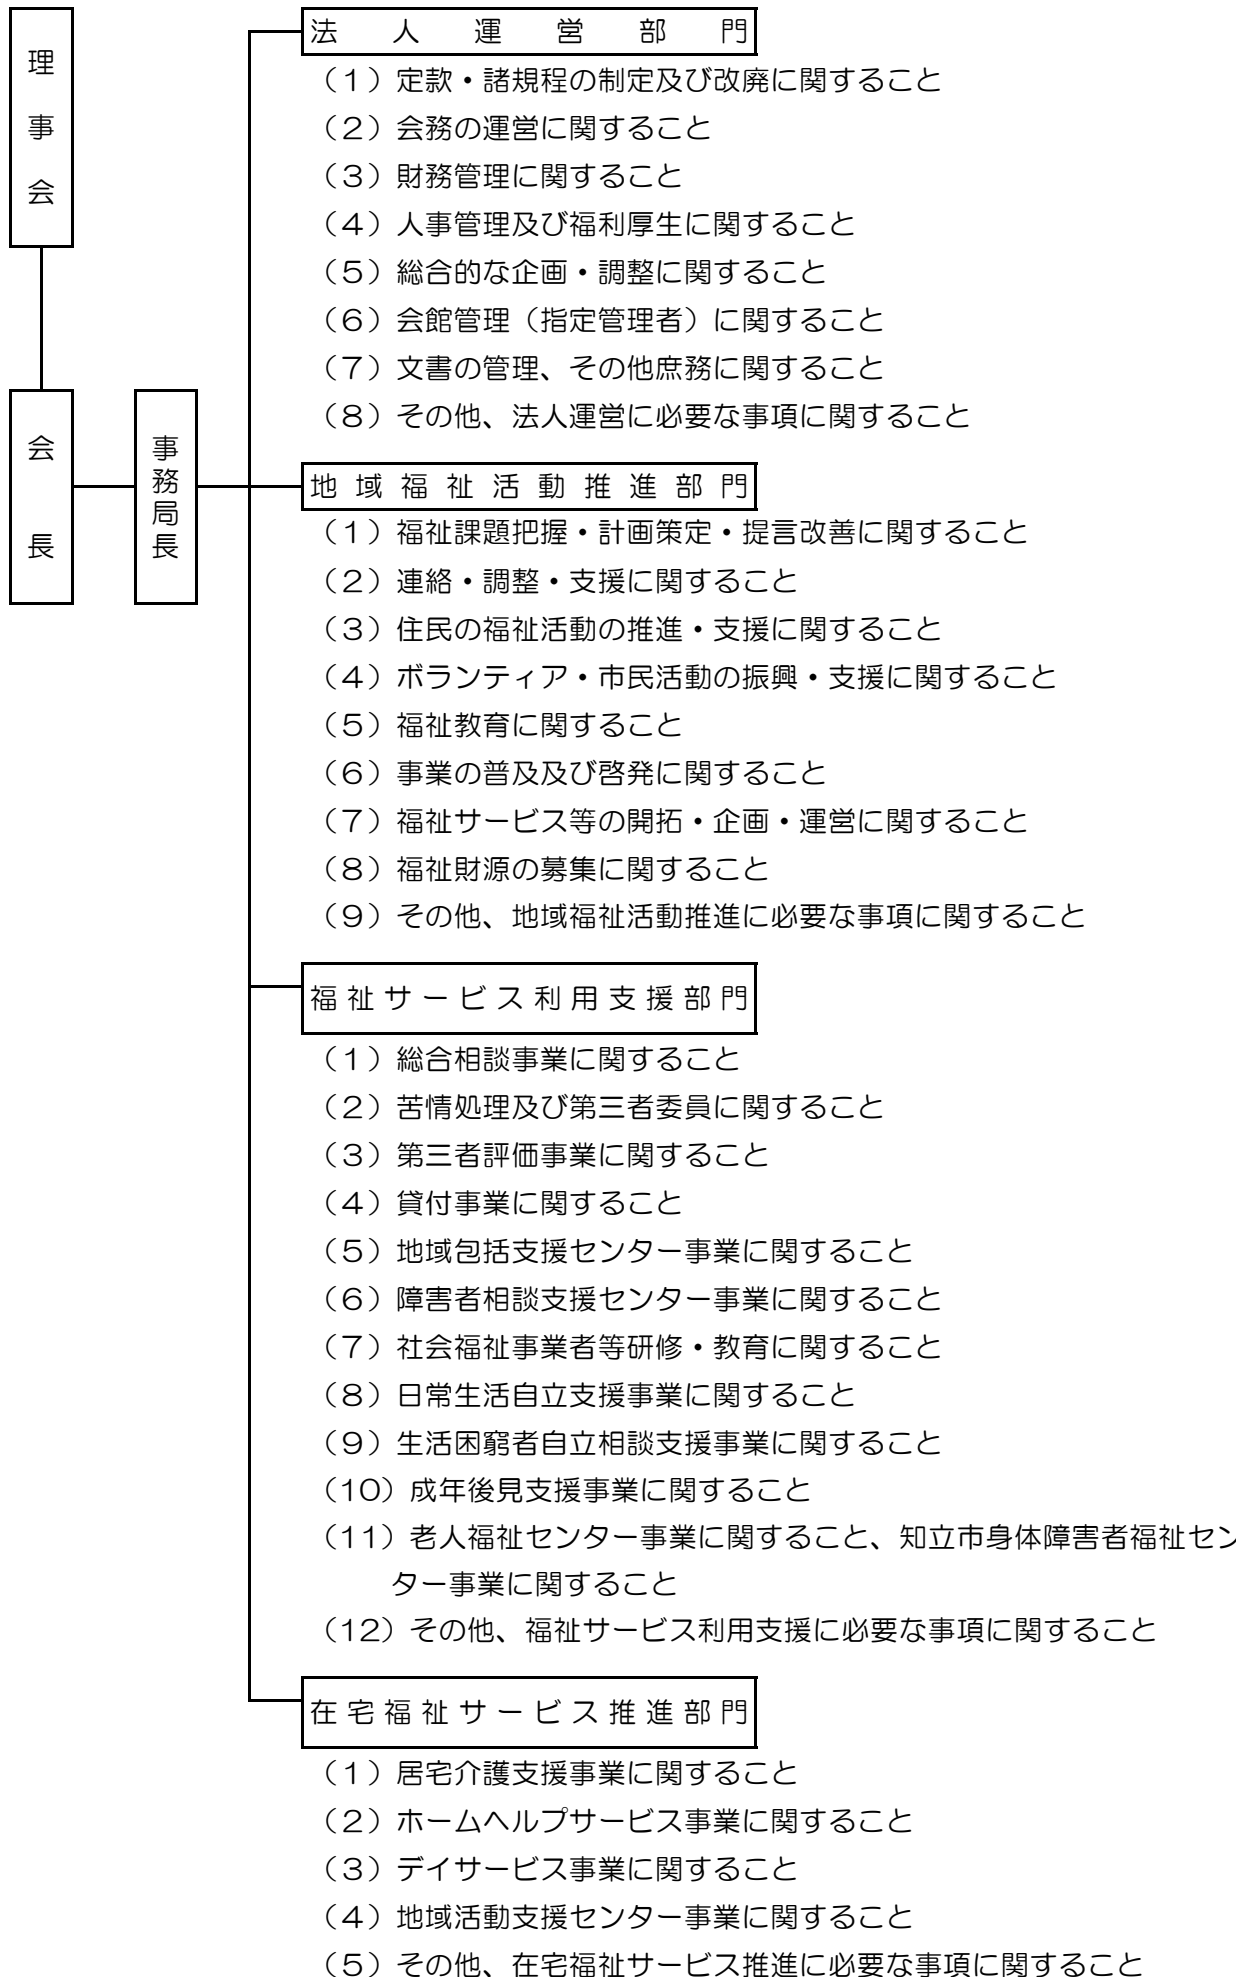 理事会
会長
事務局長
法人運営部門
（1）定款・諸規程の制定及び改廃に関すること
（2）会務の運営に関すること
（3）財務管理に関すること
（4）人事管理及び福利厚生に関すること
（5）総合的な企画・調整に関すること
（6）会館管理（指定管理者）に関すること
（7）文書の管理、その他庶務に関すること
（8）その他、法人運営に必要な事項に関すること
地域福祉活動推進部門
（1）福祉課題把握・計画策定・提言改善に関すること
（2）連絡・調整・支援に関すること
（3）住民の福祉活動の推進・支援に関すること
（4）ボランティア・市民活動の振興・支援に関すること
（5）福祉教育に関すること
（6）事業の普及及び啓発に関すること
（7）福祉サービス等の開拓・企画・運営に関すること
（8）福祉財源の募集に関すること
（9）その他、地域福祉活動推進に必要な事項に関すること
福祉サービス利用支援部門
（1）総合相談事業に関すること
（2）苦情処理及び第三者委員に関すること
（3）第三者評価事業に関すること
（4）貸付事業に関すること
（5）地域包括支援センター事業に関すること
（6）障害者相談支援センター事業に関すること
（7）社会福祉事業者等研修・教育に関すること
（8）日常生活自立支援事業に関すること
（9）生活困窮者自立相談支援事業に関すること
（10）成年後見支援事業に関すること
（11）老人福祉センター事業に関すること、知立市身体障害者福祉セン
ター事業に関すること
（12）その他、福祉サービス利用支援に必要な事項に関すること
在宅福祉サービス推進部門
（1）居宅介護支援事業に関すること
（2）ホームヘルプサービス事業に関すること
（3）デイサービス事業に関すること
（4）地域活動支援センター事業に関すること
（5）その他、在宅福祉サービス推進に必要な事項に関すること